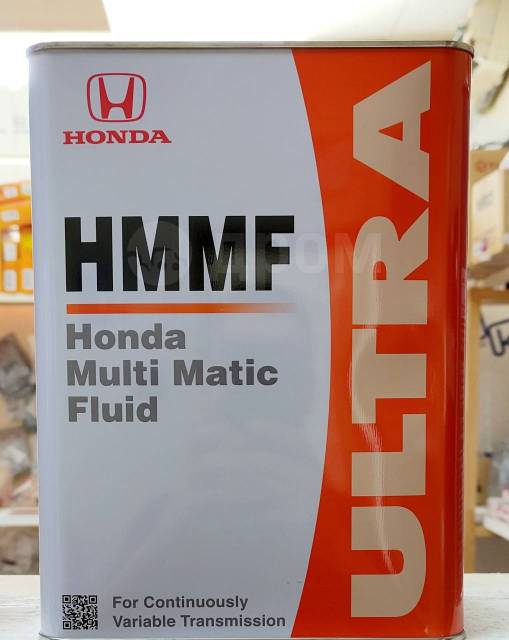 HONDA
HMMF
Honda
Multi Matic
Fluid
ULTRA
For Continuously
Variable Transmission